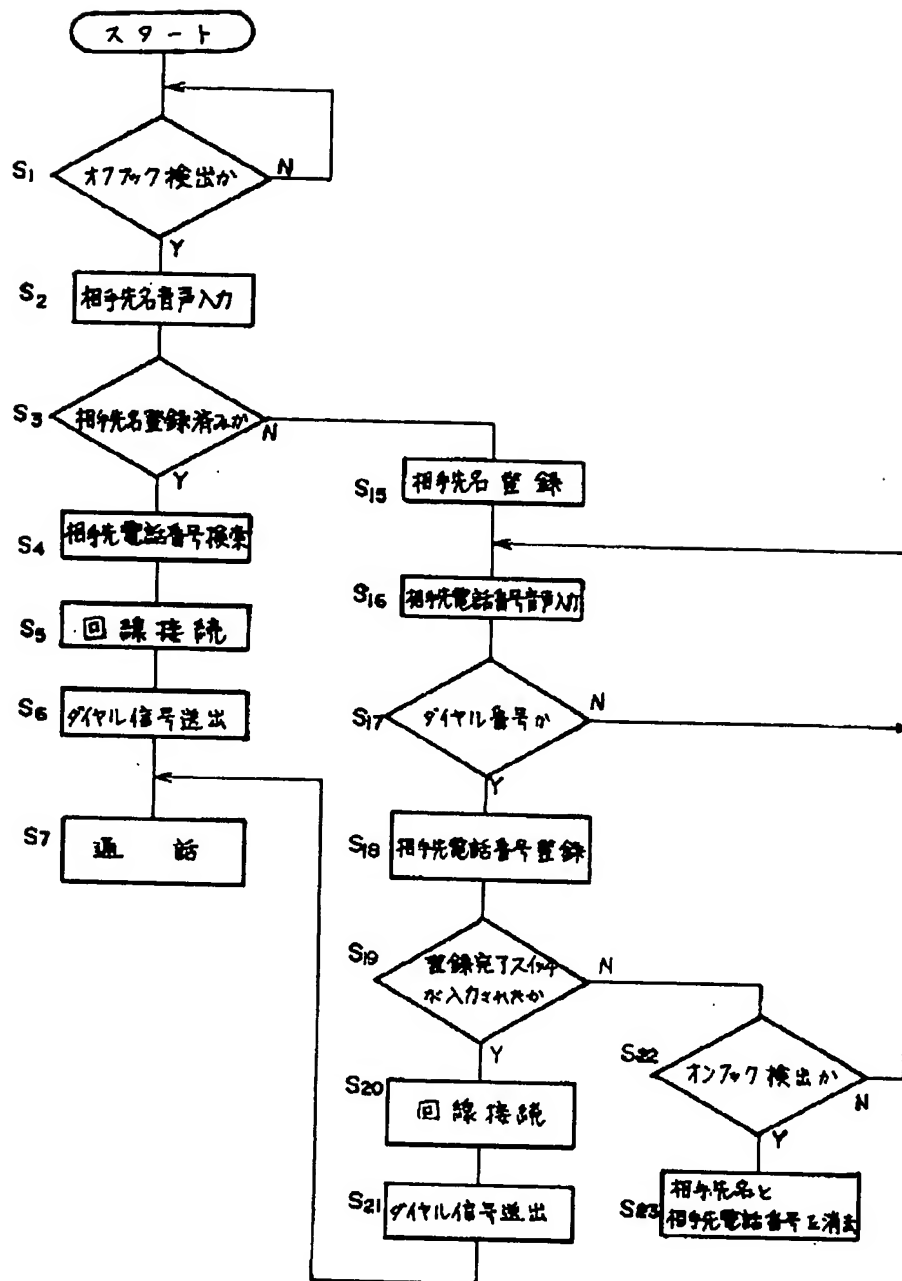 スタート
S1
オフフック検出か
N
Y
S2
相手先名音声入力
S3
相手先名登録済みか
N
Y
S4
相手先電話番号検索
S5
回線接続
S6
ダイヤル信号送出
S7
通話
S15
相手先名登録
S16
相手先電話番号音声入力
S17
ダイヤル番号か
N
Y
S18
相手先電話番号登録
S19
登録完了スイッチ
が入力されたか
N
Y
S20
回線接続
S21
ダイヤル信号送出
S22
オンフック検出か
N
Y
S23
相手先名と
相手先電話番号を消去